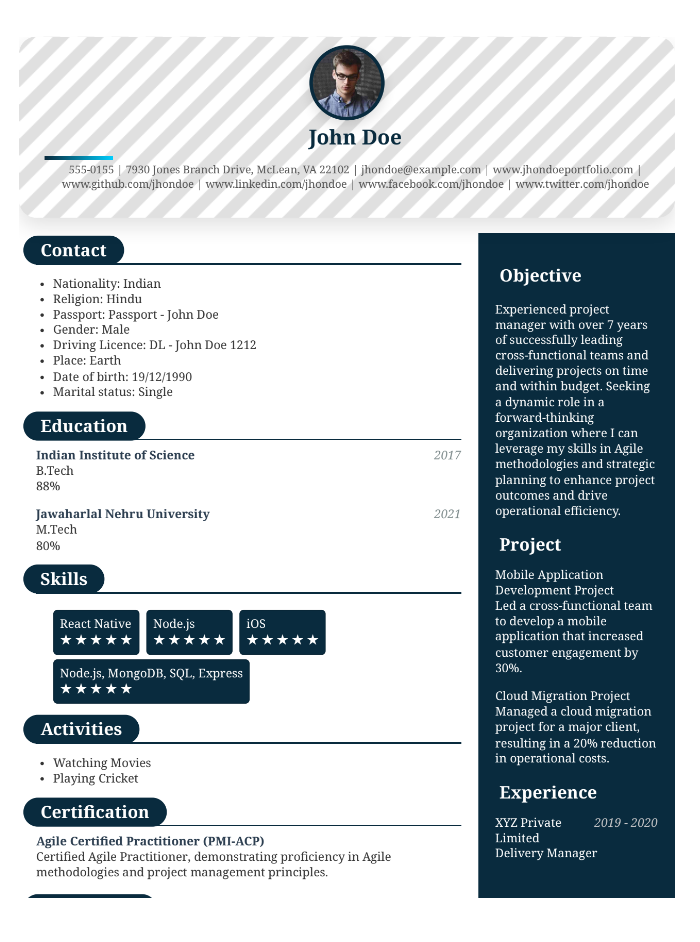 John Doe
555-0155 | 7930 Jones Branch Drive, McLean, VA 22102 | jhondoe@example.com | www.jhondoeportfolio.com |
www.github.com/jhondoe | www.linkedin.com/jhondoe | www.facebook.com/jhondoe | www.twitter.com/jhondoe
Contact
• Nationality: Indian
• Religion: Hindu
• Passport: Passport - John Doe
• Gender: Male
• Driving Licence: DL - John Doe 1212
• Place: Earth
• Date of birth: 19/12/1990
• Marital status: Single
Education
Indian Institute of Science 2017
B.Tech
88%
Jawaharlal Nehru University 2021
M.Tech
80%
Skills
React Native Node.js iOS
★★★★★ ★★★★★ ★★★★★
Node.js, MongoDB, SQL, Express
★★★★★
Activities
• Watching Movies
• Playing Cricket
Certification
Agile Certified Practitioner (PMI-ACP)
Certified Agile Practitioner, demonstrating proficiency in Agile
methodologies and project management principles.
Objective
Experienced project
manager with over 7 years
of successfully leading
cross-functional teams and
delivering projects on time
and within budget. Seeking
a dynamic role in a
forward-thinking
organization where I can
leverage my skills in Agile
methodologies and strategic
planning to enhance project
outcomes and drive
operational efficiency.
Project
Mobile Application
Development Project
Led a cross-functional team
to develop a mobile
application that increased
customer engagement by
30%.
Cloud Migration Project
Managed a cloud migration
project for a major client,
resulting in a 20% reduction
in operational costs.
Experience
XYZ Private 2019 - 2020
Limited
Delivery Manager